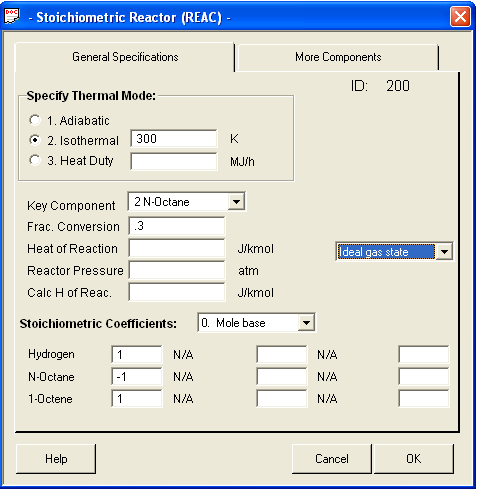 - Stoichiometric Reactor (REAC) -
General Specifications More Components
ID: 200
Specify Thermal Mode:
1. Adiabatic
2. Isothermal 300 K
3. Heat Duty MJ/h
Key Component 2 N-Octane
Frac. Conversion .3
Heat of Reaction J/kmol Ideal gas state
Reactor Pressure atm
Calc H of Reac. J/kmol
Stoichiometric Coefficients: 0. Mole base
Hydrogen 1 N/A N/A
N-Octane -1 N/A N/A
1-Octene 1 N/A N/A
Help Cancel OK